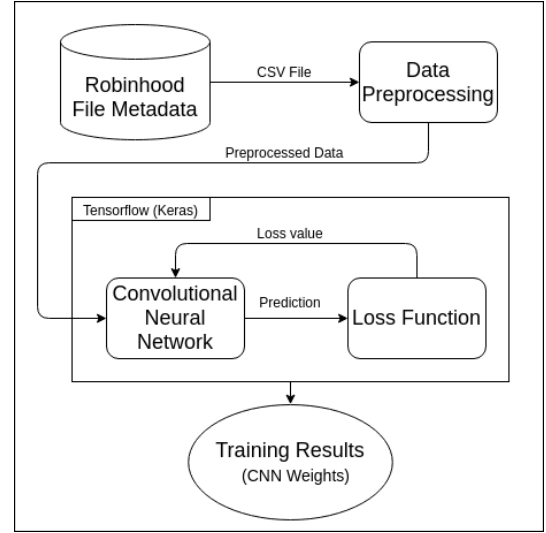 Robinhood
File Metadata
CSV File
Data
Preprocessing
Preprocessed Data
Tensorflow (Keras)
Loss value
Convolutional
Neural
Network
Prediction
Loss Function
Training Results
(CNN Weights)